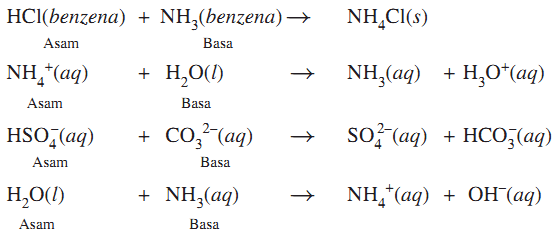 HCl(benzena) + NH₃(benzena) → NH₄Cl(s)
Asam Basa
NH₄⁺(aq) + H₂O(l) → NH₃(aq) + H₃O⁺(aq)
Asam Basa
HSO₄⁻(aq) + CO₃²⁻(aq) → SO₄²⁻(aq) + HCO₃⁻(aq)
Asam Basa
H₂O(l) + NH₃(aq) → NH₄⁺(aq) + OH⁻(aq)
Asam Basa